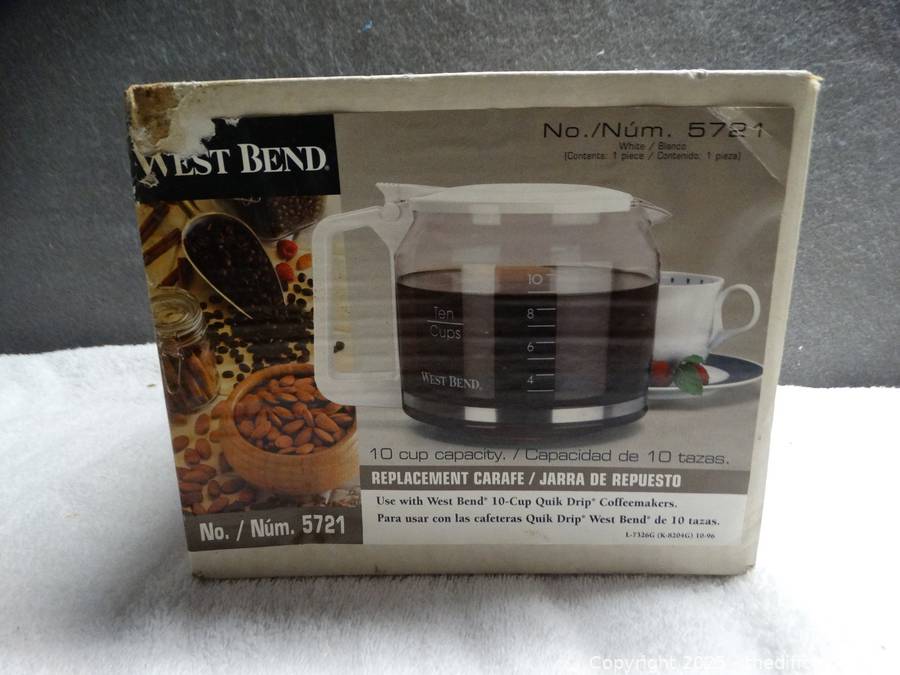 WEST BEND®
No./Núm. 5721
White / Blanco
(Contents: 1 piece / Contenido: 1 pieza)
10
Ten
Cups
8
6
4
WEST BEND®
10 cup capacity. / Capacidad de 10 tazas.
REPLACEMENT CARAFE / JARRA DE REPUESTO
Use with West Bend® 10-Cup Quik Drip® Coffeemakers.
Para usar con las cafeteras Quik Drip® West Bend® de 10 tazas.
L-7326G (K-8204G) 10-96
No. / Núm. 5721
Copyright 2025 - thediff